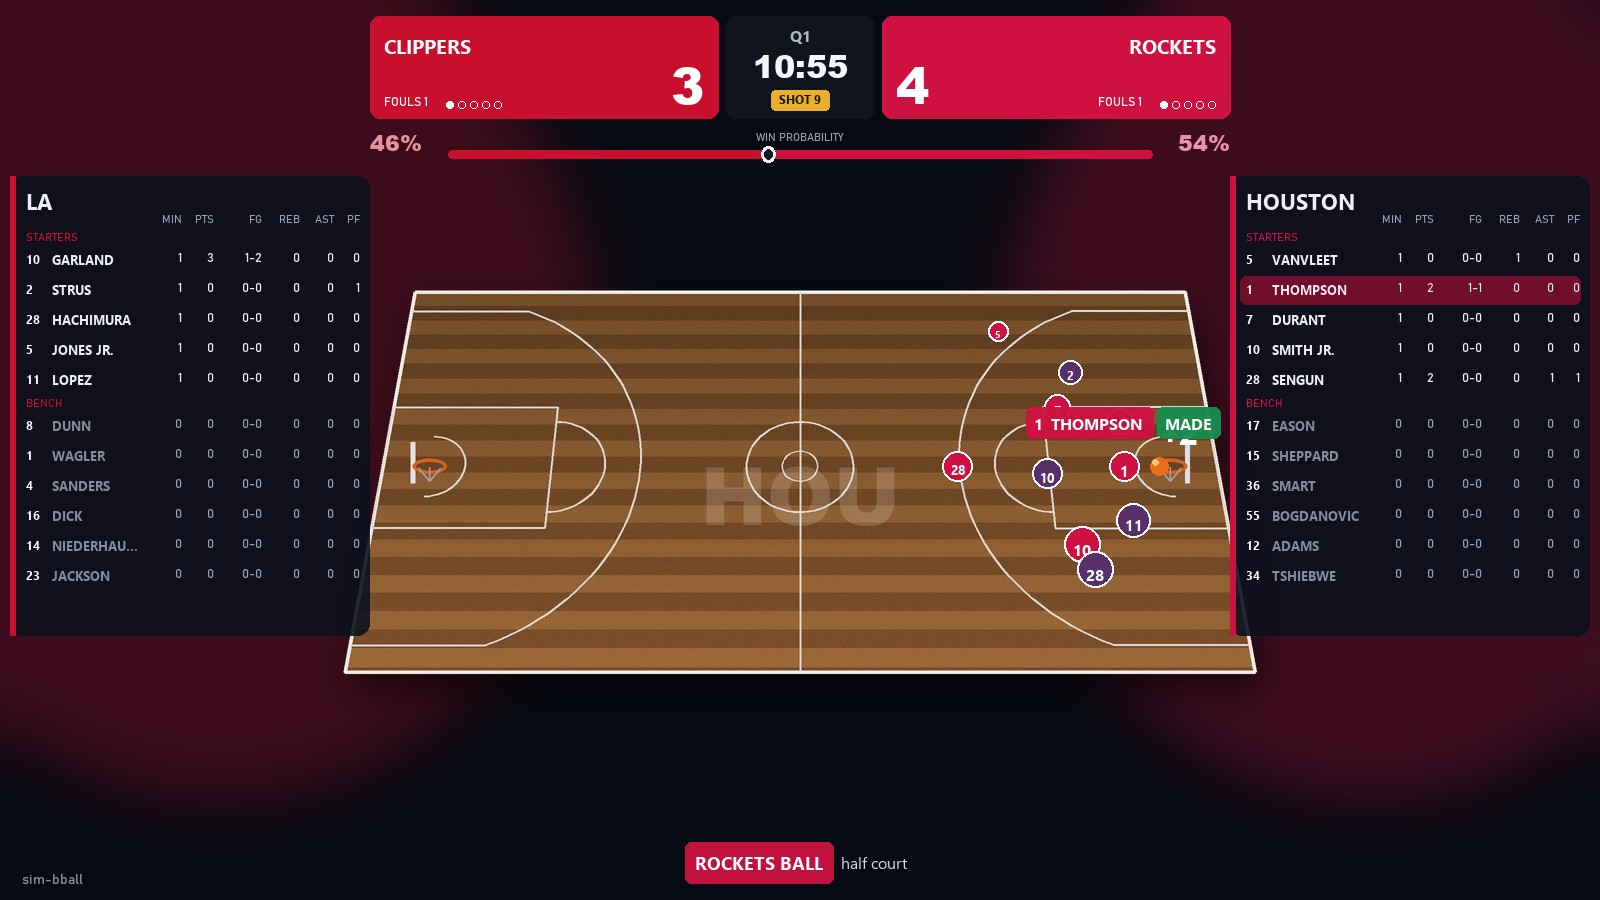 CLIPPERS
FOULS 1
3
Q1
10:55
SHOT 9
ROCKETS
4
FOULS 1
46%
WIN PROBABILITY
54%
LA
MIN PTS FG REB AST PF
STARTERS
10 GARLAND 1 3 1-2 0 0 0
2 STRUS 1 0 0-0 0 0 1
28 HACHIMURA 1 0 0-0 0 0 0
5 JONES JR. 1 0 0-0 0 0 0
11 LOPEZ 1 0 0-0 0 0 0
BENCH
8 DUNN 0 0 0-0 0 0 0
1 WAGLER 0 0 0-0 0 0 0
4 SANDERS 0 0 0-0 0 0 0
16 DICK 0 0 0-0 0 0 0
14 NIEDERHAU... 0 0 0-0 0 0 0
23 JACKSON 0 0 0-0 0 0 0
5
2
1 THOMPSON MADE
28
10
1
11
10
28
HOU
HOUSTON
MIN PTS FG REB AST PF
STARTERS
5 VANVLEET 1 0 0-0 1 0 0
1 THOMPSON 1 2 1-1 0 0 0
7 DURANT 1 0 0-0 0 0 0
10 SMITH JR. 1 0 0-0 0 0 0
28 SENGUN 1 2 0-0 0 1 1
BENCH
17 EASON 0 0 0-0 0 0 0
15 SHEPPARD 0 0 0-0 0 0 0
36 SMART 0 0 0-0 0 0 0
55 BOGDANOVIC 0 0 0-0 0 0 0
12 ADAMS 0 0 0-0 0 0 0
34 TSHIEBWE 0 0 0-0 0 0 0
ROCKETS BALL half court
sim-bball